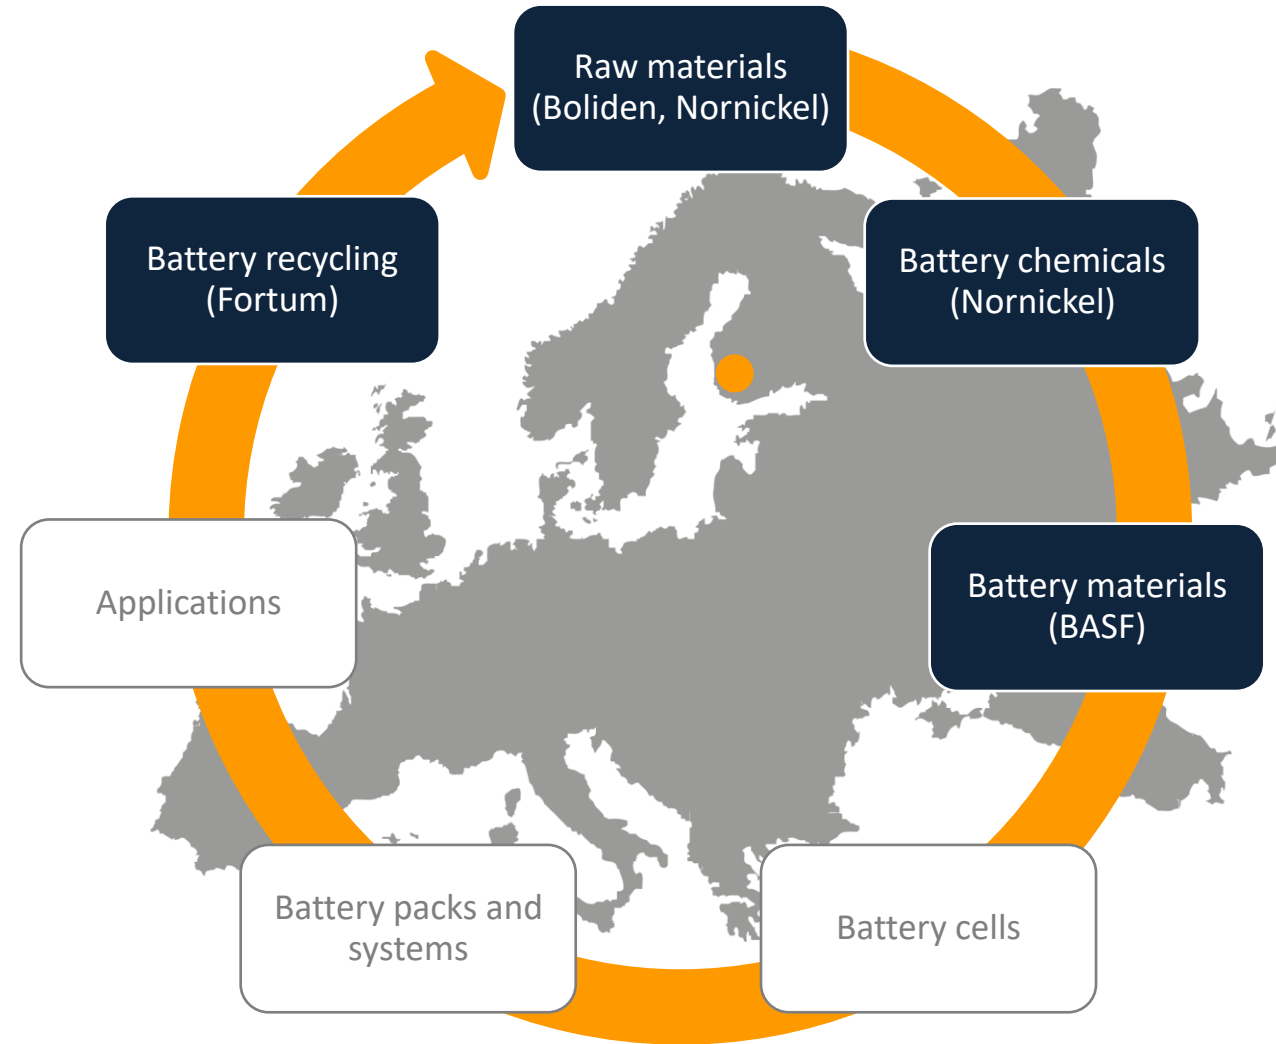 Raw materials
(Boliden, Nornickel)
Battery chemicals
(Nornickel)
Battery materials
(BASF)
Battery cells
Battery packs and
systems
Applications
Battery recycling
(Fortum)